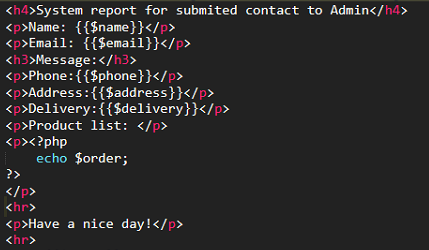 <h4>System report for submited contact to Admin</h4>
<p>Name: {{$name}}</p>
<p>Email: {{$email}}</p>
<h3>Message:</h3>
<p>Phone:{{$phone}}</p>
<p>Address:{{$address}}</p>
<p>Delivery:{{$delivery}}</p>
<p>Product list: </p>
<p><?php
    echo $order;
?>
</p>
<hr>
<p>Have a nice day!</p>
<hr>